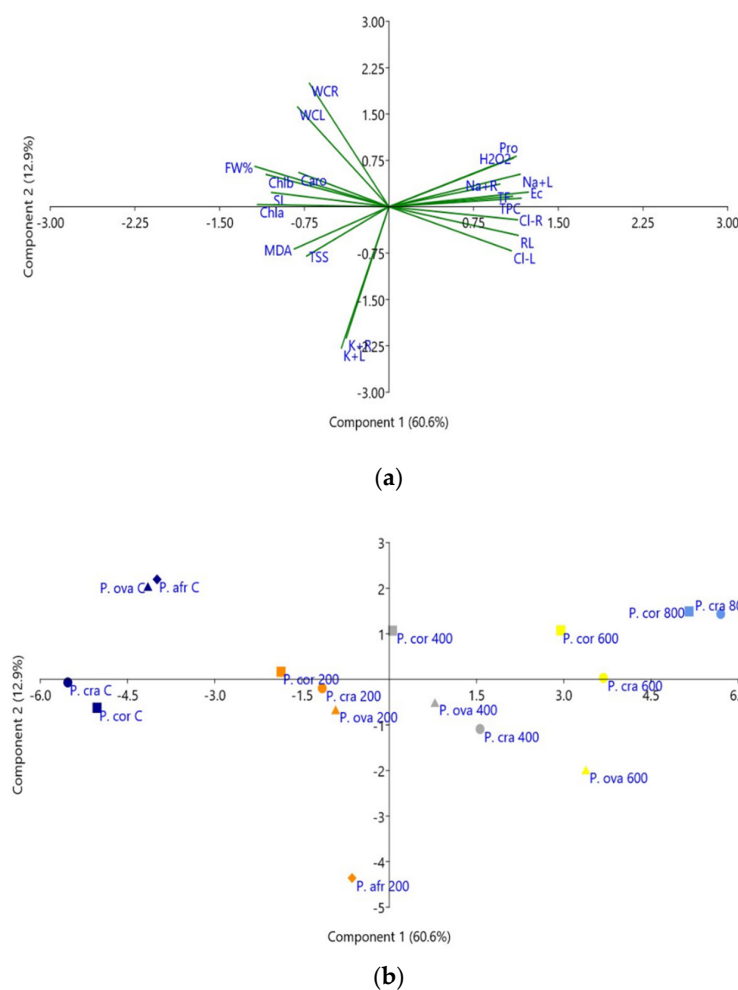 3.00
2.25
WCR
1.50
WCL
Pro
0.75
H2O2
FW%
Caro
Na+R
Na+L
Chlb
Ec
TF
SL
TPC
Chla
Cl-R
-3.00
-2.25
-1.50
-0.75
0.75
1.50
2.25
3.00
MDA
TSS
-0.75
RL
Cl-L
-1.50
K+R
-2.25
K+L
-3.00
Component 2 (12.9%)
Component 1 (60.6%)
(a)
3
P. ova C
P. afr C
2
P. cor 800
P. cra 80
1
P. cor 400
P. cor 600
P. cor 200
P. cra C
P. cra 200
P. cra 600
-6.0
-4.5
-3.0
-1.5
1.5
3.0
4.5
6.
P. cor C
P. ova 200
P. ova 400
-1
P. cra 400
-2
P. ova 600
-3
-4
P. afr 200
-5
Component 2 (12.9%)
Component 1 (60.6%)
(b)